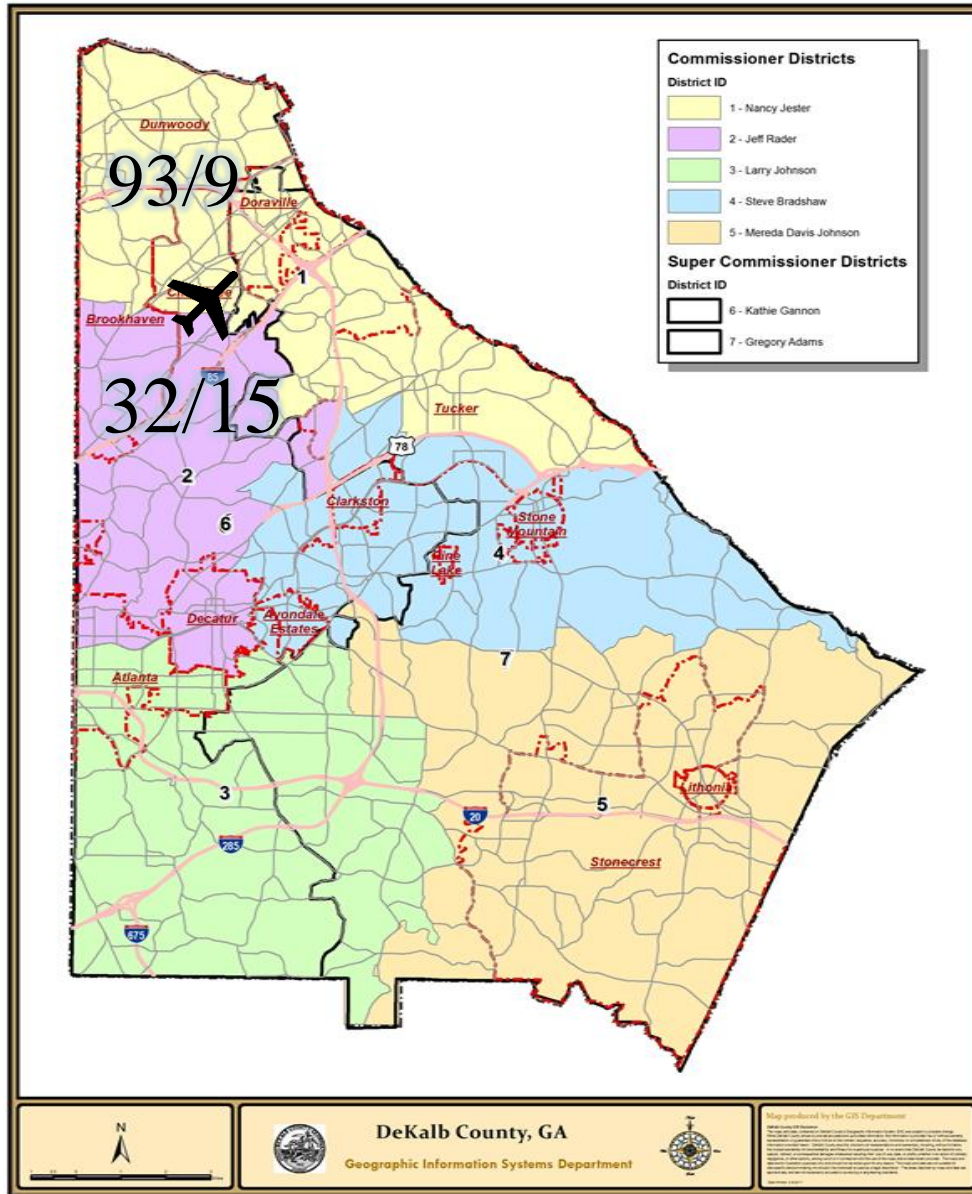 Commissioner Districts
District ID
1 - Nancy Jester
2 - Jeff Rader
3 - Larry Johnson
4 - Steve Bradshaw
5 - Mereda Davis Johnson
Super Commissioner Districts
District ID
6 - Kathie Gannon
7 - Gregory Adams
Dunwoody
93/9
Doraville
1
Brookhaven
85
32/15
Tucker
78
2
Clarkston
6
Stone
Mountain
4
Lake
Decatur
Avondale
Estates
7
Atlanta
3
5
20
285
Stonecrest
675
N
DeKalb County, GA
Geographic Information Systems Department
Map produced by the GIS Department